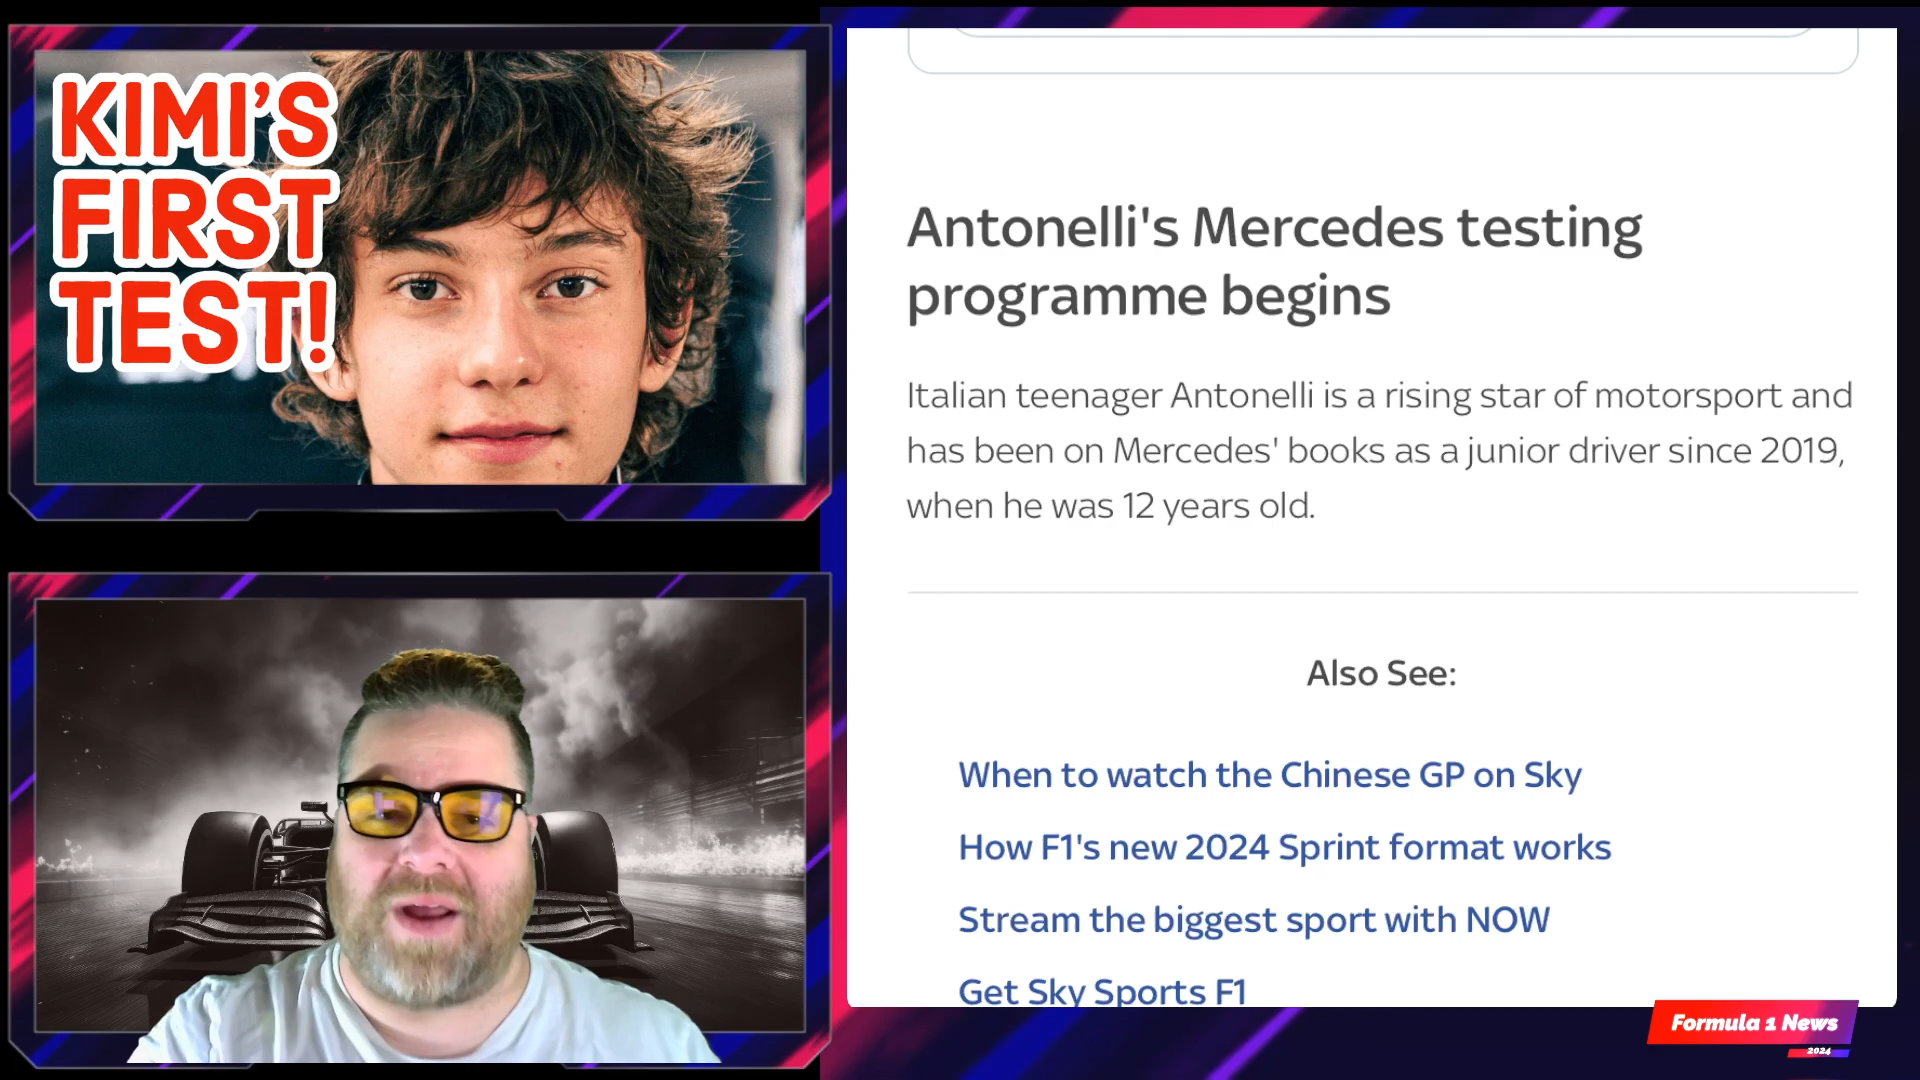 KIMI'S
FIRST
TEST!
Antonelli's Mercedes testing
programme begins
Italian teenager Antonelli is a rising star of motorsport and
has been on Mercedes' books as a junior driver since 2019,
when he was 12 years old.
Also See:
When to watch the Chinese GP on Sky
How F1's new 2024 Sprint format works
Stream the biggest sport with NOW
Get Sky Sports F1
Formula 1 News
2024